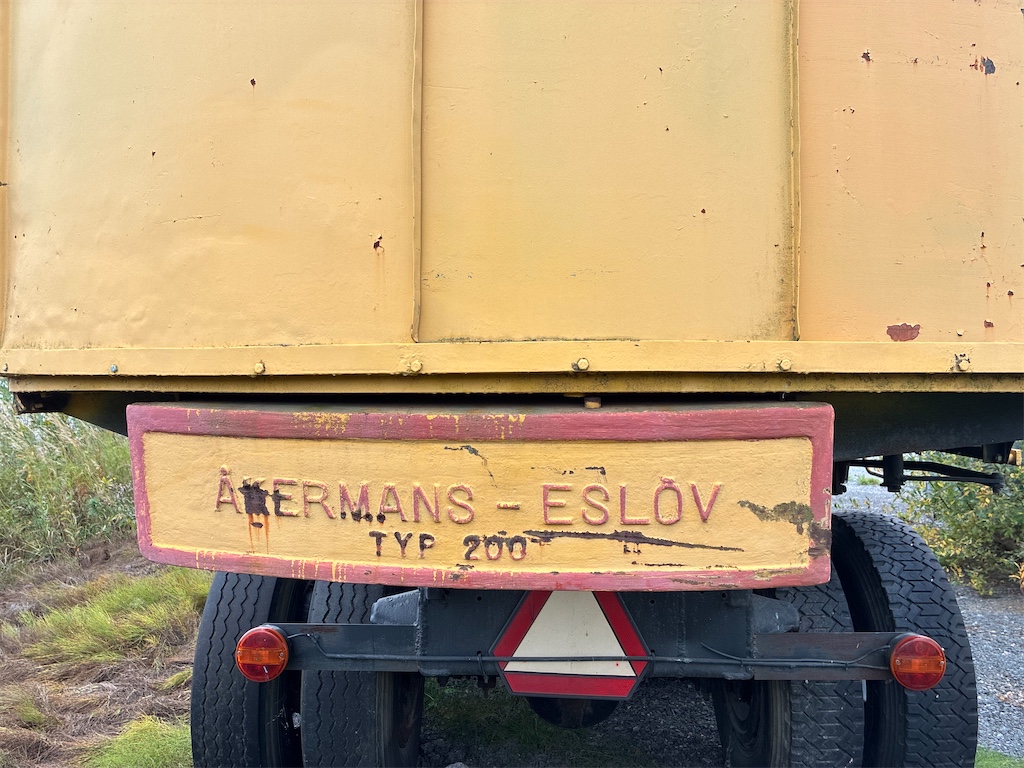 ÅKERMANS – ESLÖV
TYP 200